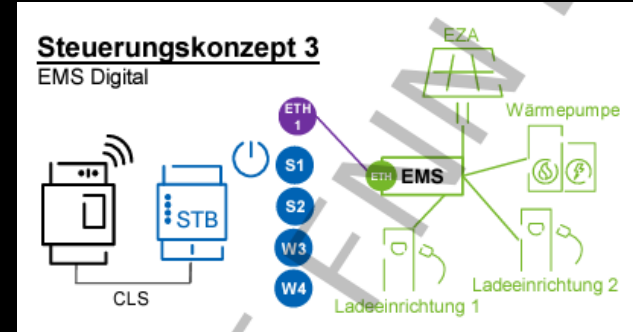 Steuerungskonzept 3
EMS Digital
EZA
ETH
1
Wärmepumpe
S1
ETH EMS
S2
STB
W3
W4
CLS
Ladeeinrichtung 1
Ladeeinrichtung 2